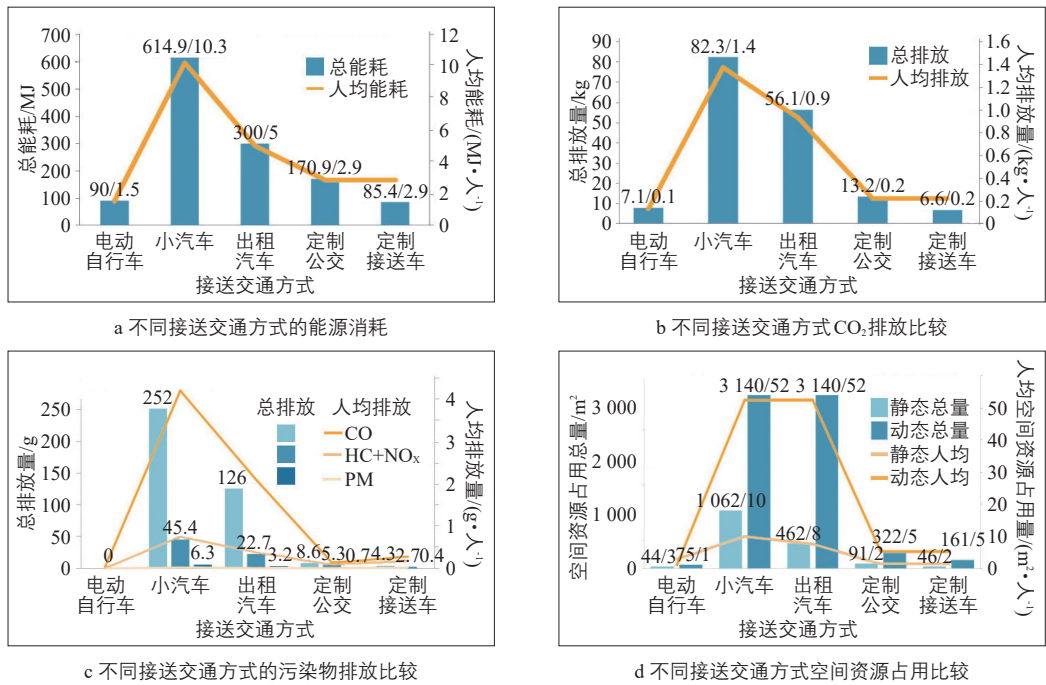 700
600
500
400
300
200
100
0
总能耗/MJ
614.9/10.3
90/1.5
300/5
170.9/2.9
85.4/2.9
总能耗
人均能耗
12
10
8
6
4
2
0
人均能耗/(MJ·人⁻¹)
电动自行车
小汽车
出租汽车
定制公交
定制接送车
接送交通方式
a 不同接送交通方式的能源消耗
90
80
70
60
50
40
30
20
10
0
总排放量/kg
82.3/1.4
56.1/0.9
7.1/0.1
13.2/0.2
6.6/0.2
总排放
人均排放
1.6
1.4
1.2
1.0
0.8
0.6
0.4
0.2
0
人均排放量/(kg·人⁻¹)
电动自行车
小汽车
出租汽车
定制公交
定制接送车
接送交通方式
b 不同接送交通方式CO₂排放比较
250
200
150
100
50
0
总排放量/g
252
126
45.4
22.7
0
6.3
3.2
8.6
5.3
0.7
4.3
2.7
0.4
总排放 人均排放
CO
HC+NOₓ
PM
4
3
2
1
0
人均排放量/(g·人⁻¹)
电动自行车
小汽车
出租汽车
定制公交
定制接送车
接送交通方式
c 不同接送交通方式的污染物排放比较
3 000
2 000
1 000
0
空间资源占用总量/m²
3 140/52 3 140/52
1 062/10
462/8
322/5
161/5
44/3
75/1
91/2
46/2
静态总量
动态总量
静态人均
动态人均
50
40
30
20
10
0
人均空间资源占用量/(m²·人⁻¹)
电动自行车
小汽车
出租汽车
定制公交
定制接送车
接送交通方式
d 不同接送交通方式空间资源占用比较